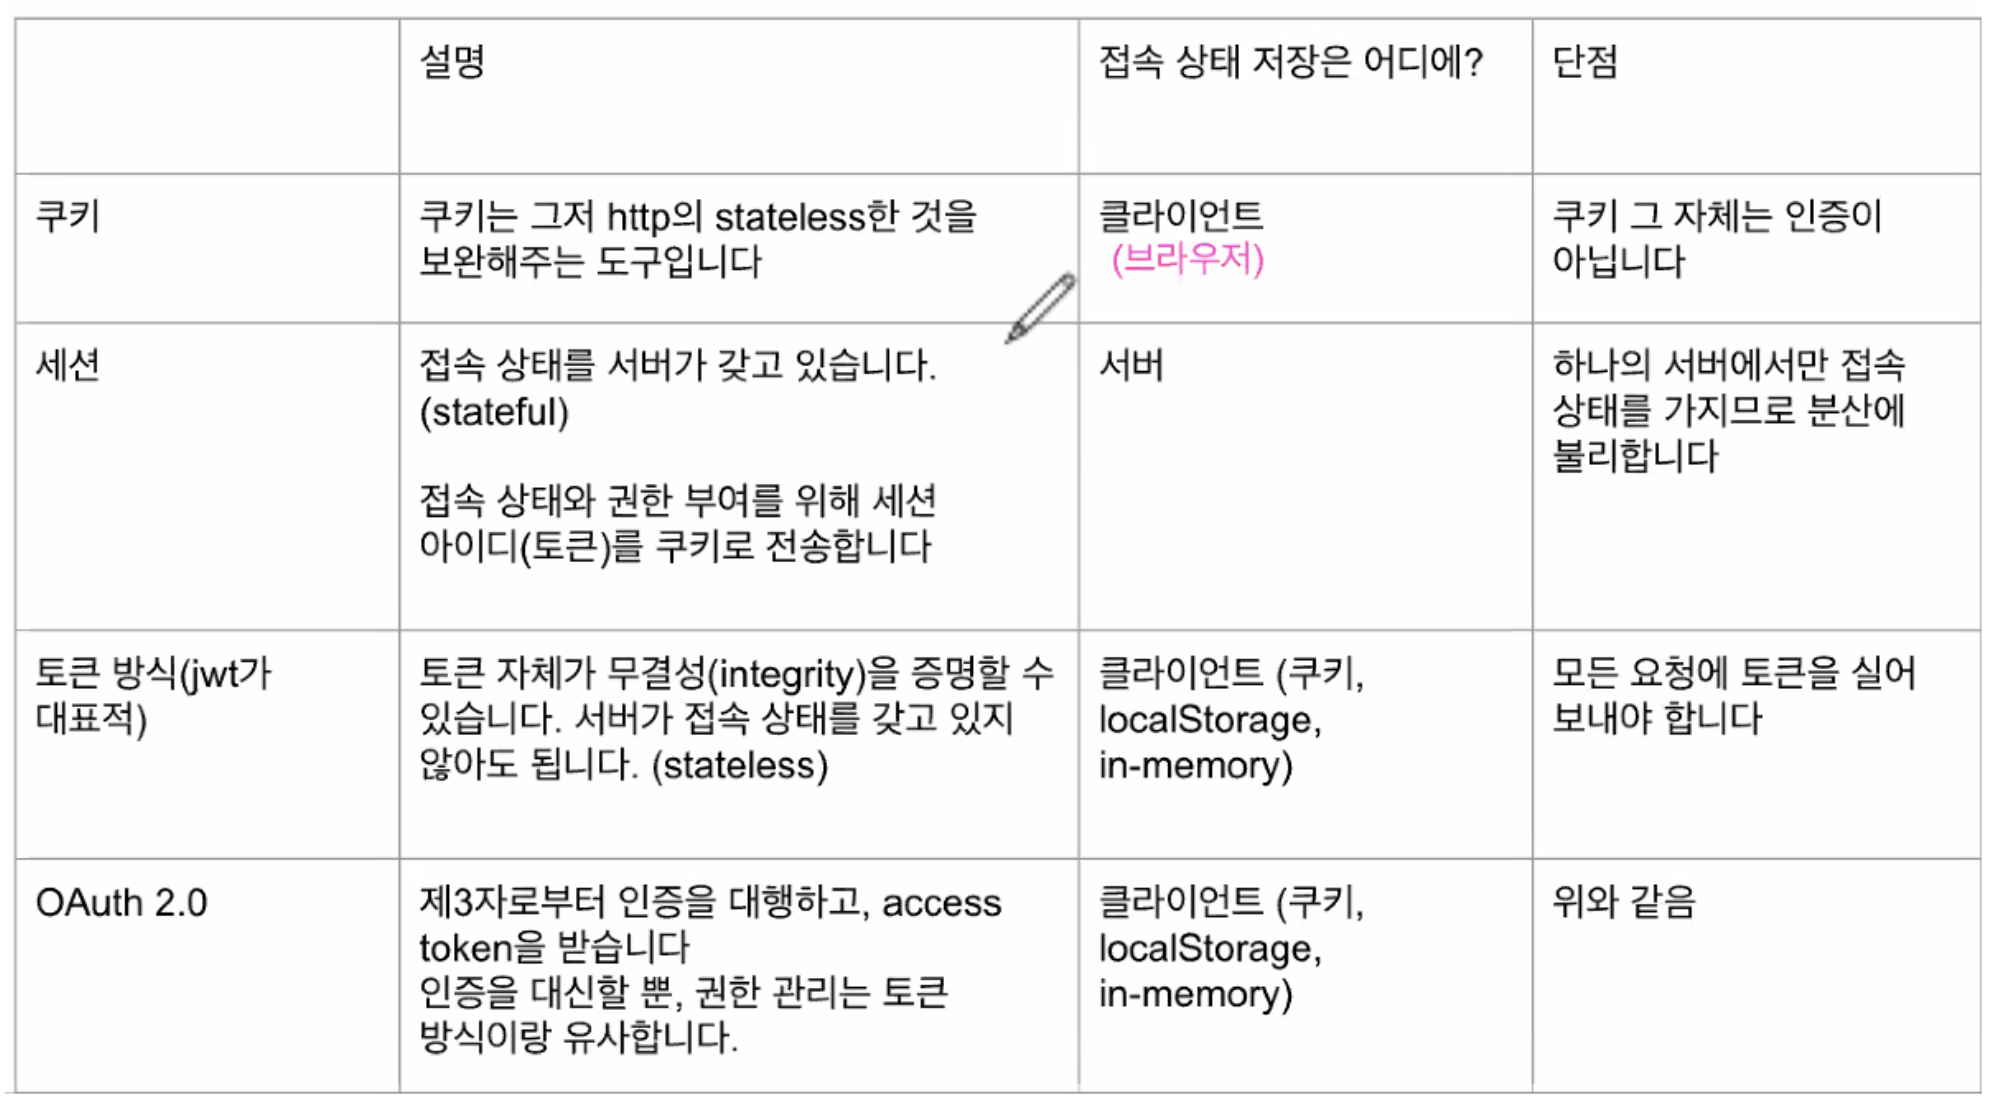 설명
접속 상태 저장은 어디에?
단점
쿠키
쿠키는 그저 http의 stateless한 것을
보완해주는 도구입니다
클라이언트
(브라우저)
쿠키 그 자체는 인증이
아닙니다
세션
접속 상태를 서버가 갖고 있습니다.
(stateful)
접속 상태와 권한 부여를 위해 세션
아이디(토큰)를 쿠키로 전송합니다
서버
하나의 서버에서만 접속
상태를 가지므로 분산에
불리합니다
토큰 방식(jwt가
대표적)
토큰 자체가 무결성(integrity)을 증명할 수
있습니다. 서버가 접속 상태를 갖고 있지
않아도 됩니다. (stateless)
클라이언트 (쿠키,
localStorage,
in-memory)
모든 요청에 토큰을 실어
보내야 합니다
OAuth 2.0
제3자로부터 인증을 대행하고, access
token을 받습니다
인증을 대신할 뿐, 권한 관리는 토큰
방식이랑 유사합니다.
클라이언트 (쿠키,
localStorage,
in-memory)
위와 같음